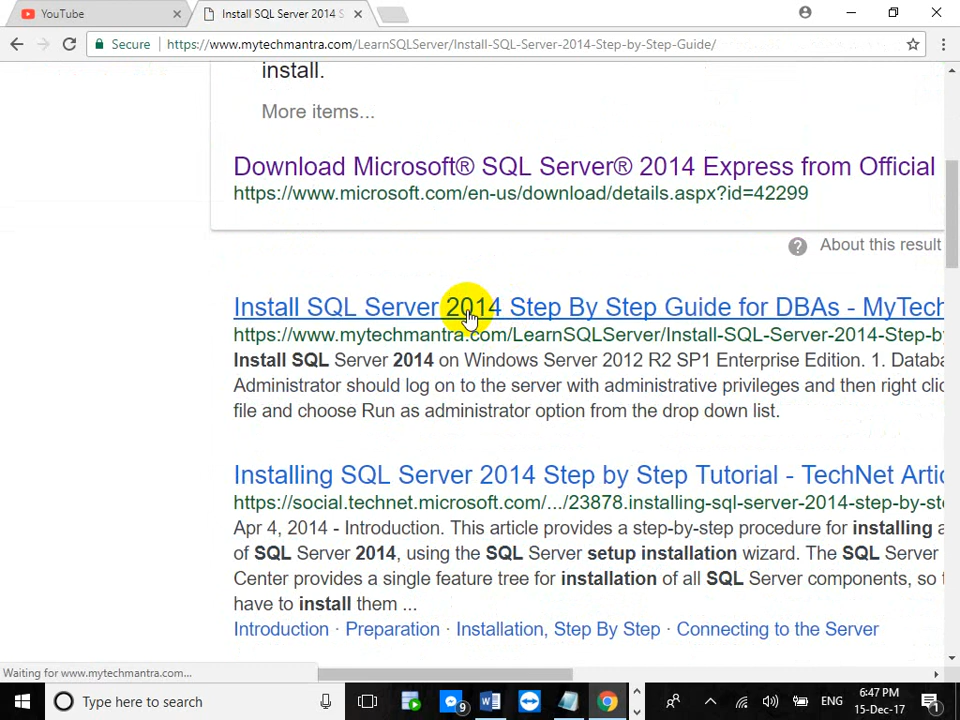 YouTube
Install SQL Server 2014 S
Secure
https://www.mytechmantra.com/LearnSQLServer/Install-SQL-Server-2014-Step-by-Step-Guide/
install.
More items...
Download Microsoft® SQL Server® 2014 Express from Official
https://www.microsoft.com/en-us/download/details.aspx?id=42299
? About this result
Install SQL Server 2014 Step By Step Guide for DBAs - MyTech
https://www.mytechmantra.com/LearnSQLServer/Install-SQL-Server-2014-Step-b
Install SQL Server 2014 on Windows Server 2012 R2 SP1 Enterprise Edition. 1. Databa
Administrator should log on to the server with administrative privileges and then right clic
file and choose Run as administrator option from the drop down list.
Installing SQL Server 2014 Step by Step Tutorial - TechNet Artic
https://social.technet.microsoft.com/.../23878.installing-sql-server-2014-step-by-ste
Apr 4, 2014 - Introduction. This article provides a step-by-step procedure for installing a
of SQL Server 2014, using the SQL Server setup installation wizard. The SQL Server
Center provides a single feature tree for installation of all SQL Server components, so t
have to install them ...
Introduction · Preparation · Installation, Step By Step · Connecting to the Server
Waiting for www.mytechmantra.com...
Type here to search
9
ENG
6:47 PM
15-Dec-17
1